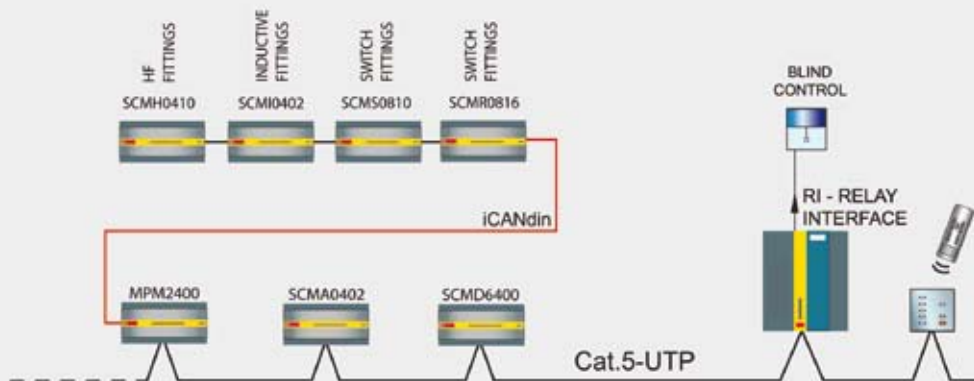 HF
FITTINGS
INDUCTIVE
FITTINGS
SWITCH
FITTINGS
SWITCH
FITTINGS
SCMH0410
SCMI0402
SCMS0810
SCMR0816
BLIND
CONTROL
iCANdin
RI - RELAY
INTERFACE
MPM2400
SCMA0402
SCMD6400
Cat.5-UTP